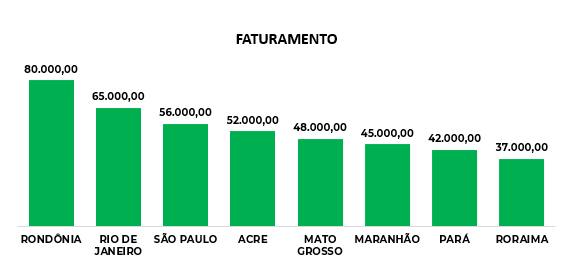 FATURAMENTO
80.000,00
65.000,00
56.000,00
52.000,00
48.000,00
45.000,00
42.000,00
37.000,00
RONDÔNIA
RIO DE
JANEIRO
SÃO PAULO
ACRE
MATO
GROSSO
MARANHÃO
PARÁ
RORAIMA